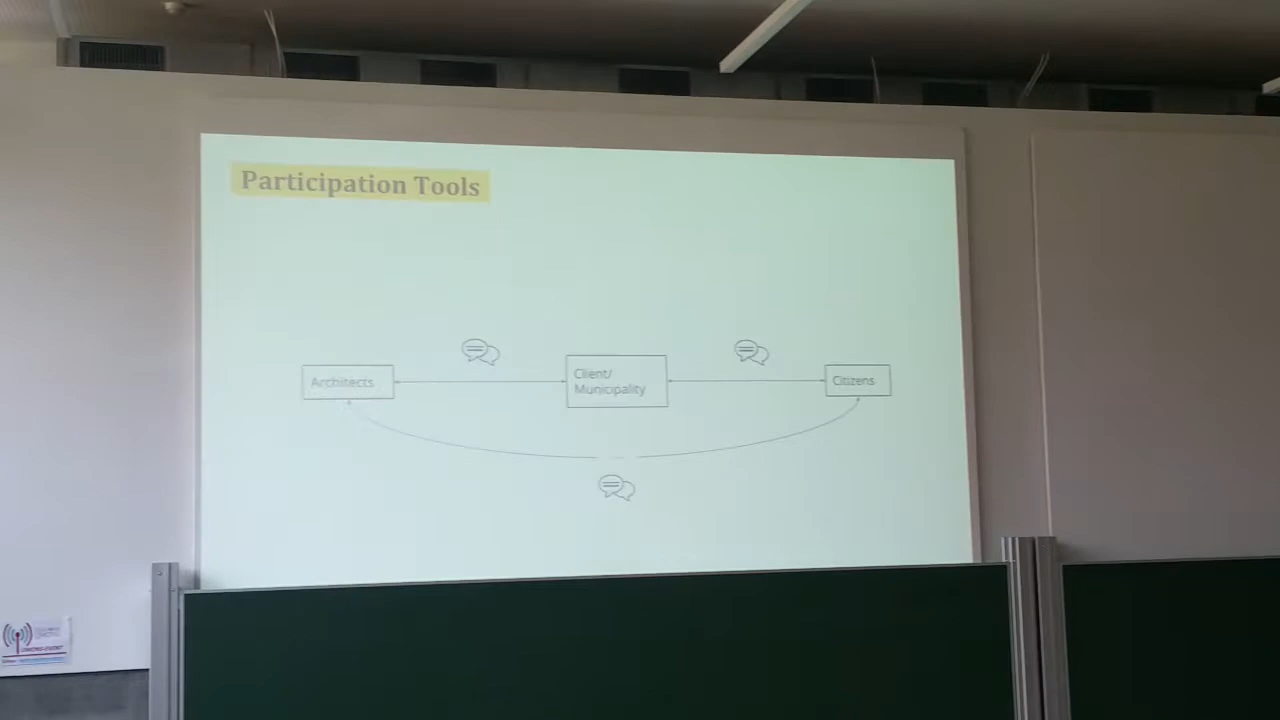 Participation Tools
Architects
Client/
Municipality
Citizens